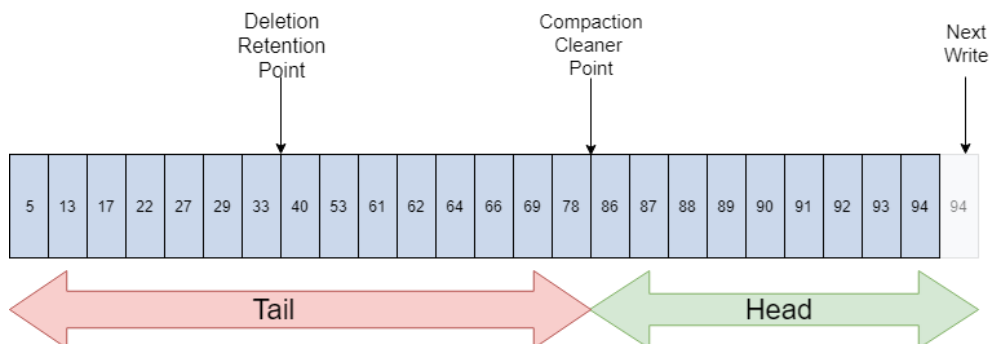 Deletion
Retention
Point
Compaction
Cleaner
Point
Next
Write
5 13 17 22 27 29 33 40 53 61 62 64 66 69 78 86 87 88 89 90 91 92 93 94 94
Tail
Head